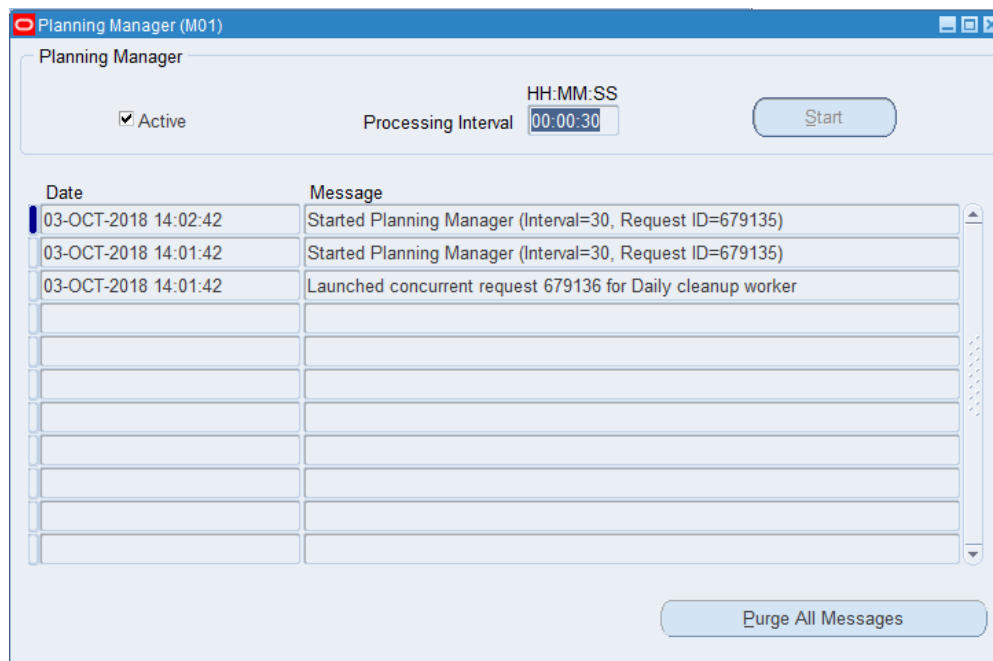 Planning Manager (M01)
Planning Manager
HH:MM:SS
Active Processing Interval 00:00:30 Start
Date Message
03-OCT-2018 14:02:42 Started Planning Manager (Interval=30, Request ID=679135)
03-OCT-2018 14:01:42 Started Planning Manager (Interval=30, Request ID=679135)
03-OCT-2018 14:01:42 Launched concurrent request 679136 for Daily cleanup worker
Purge All Messages